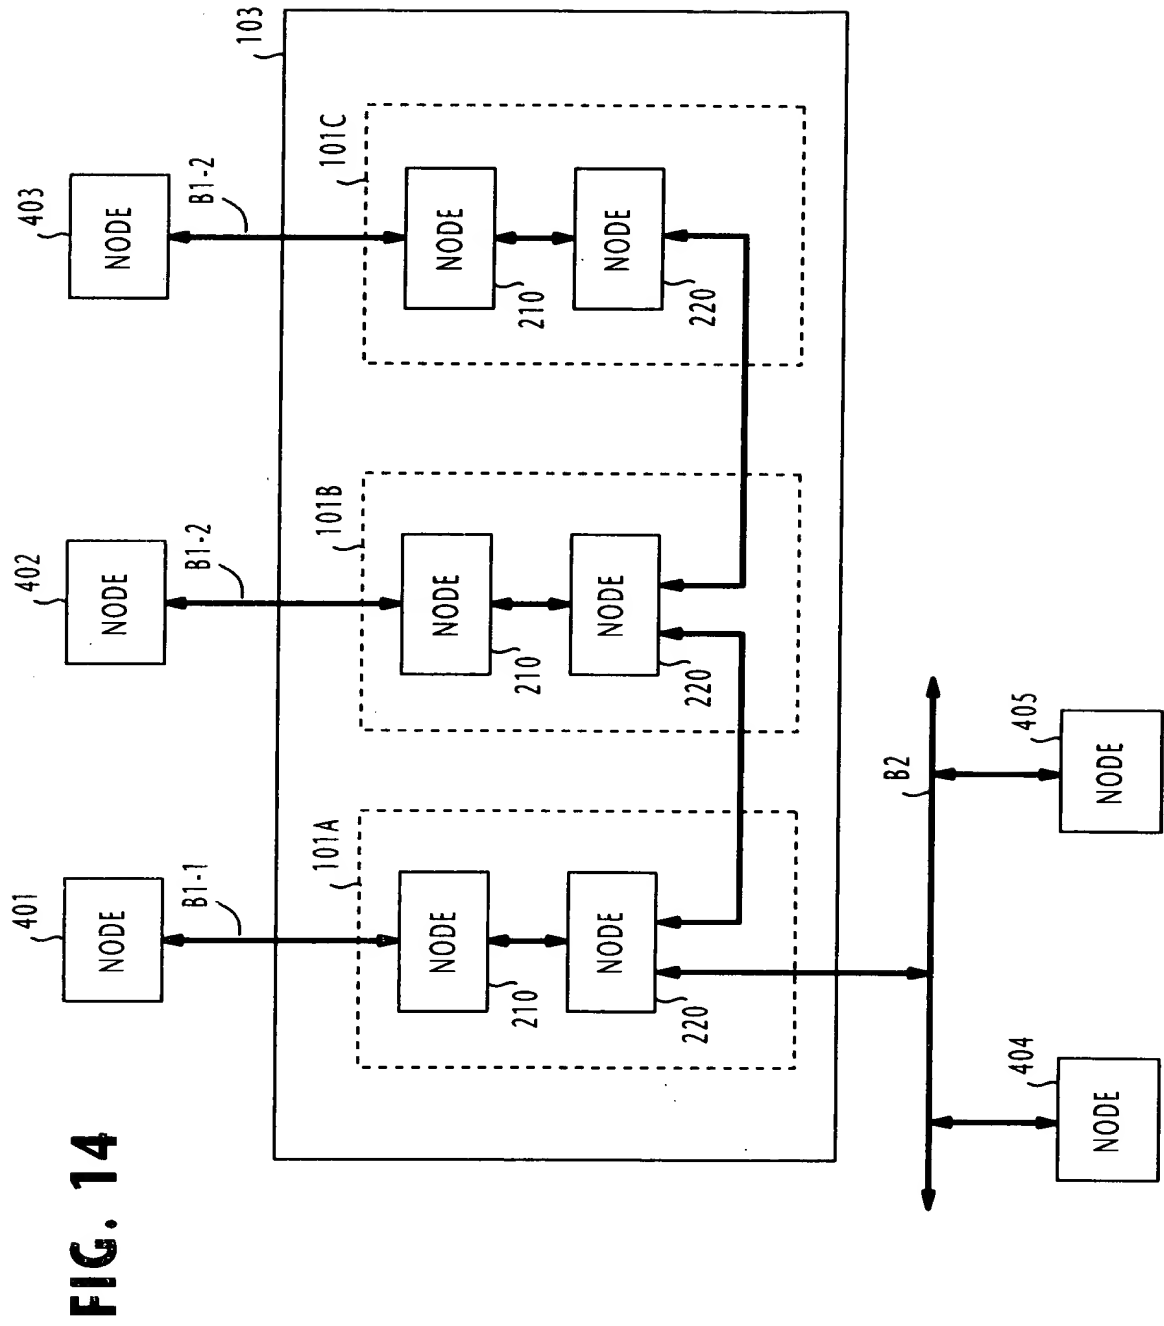 FIG. 14
401
402
403
NODE
NODE
NODE
B1-1
B1-2
B1-2
103
101A
101B
101C
NODE
NODE
NODE
210
210
210
NODE
NODE
NODE
220
220
220
B2
404
405
NODE
NODE